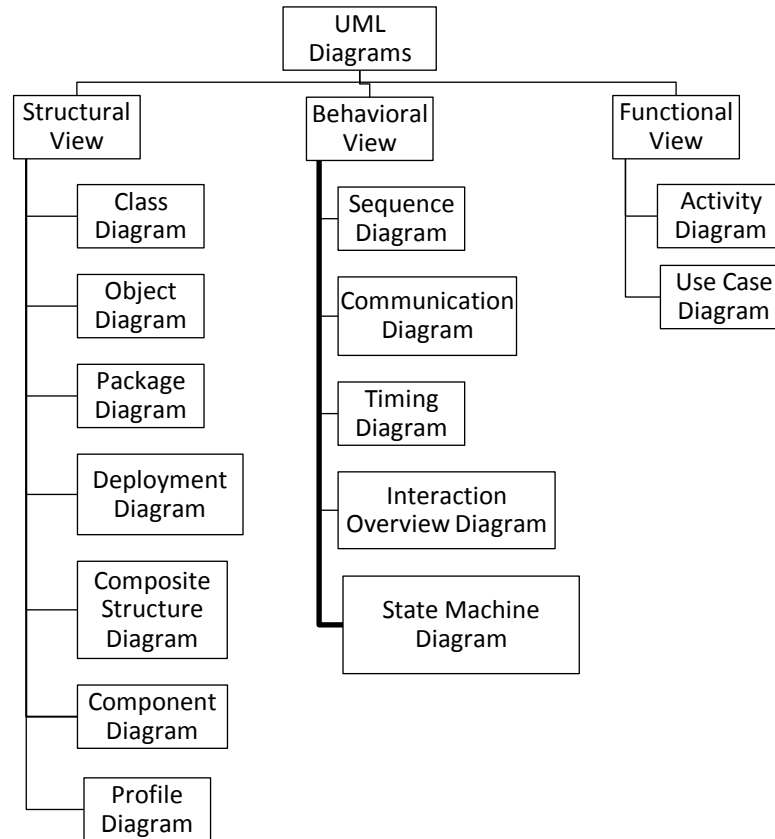 UML
Diagrams
Structural
View
Class
Diagram
Object
Diagram
Package
Diagram
Deployment
Diagram
Composite
Structure
Diagram
Component
Diagram
Profile
Diagram
Behavioral
View
Sequence
Diagram
Communication
Diagram
Timing
Diagram
Interaction
Overview Diagram
State Machine
Diagram
Functional
View
Activity
Diagram
Use Case
Diagram